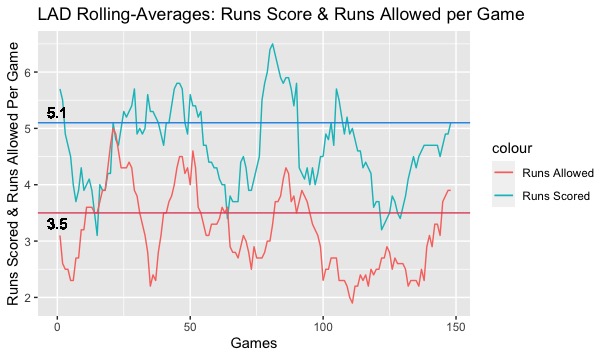 LAD Rolling-Averages: Runs Score & Runs Allowed per Game
Runs Scored & Runs Allowed Per Game
6
5
4
3
2
5.1
3.5
0
50
100
150
Games
colour
Runs Allowed
Runs Scored